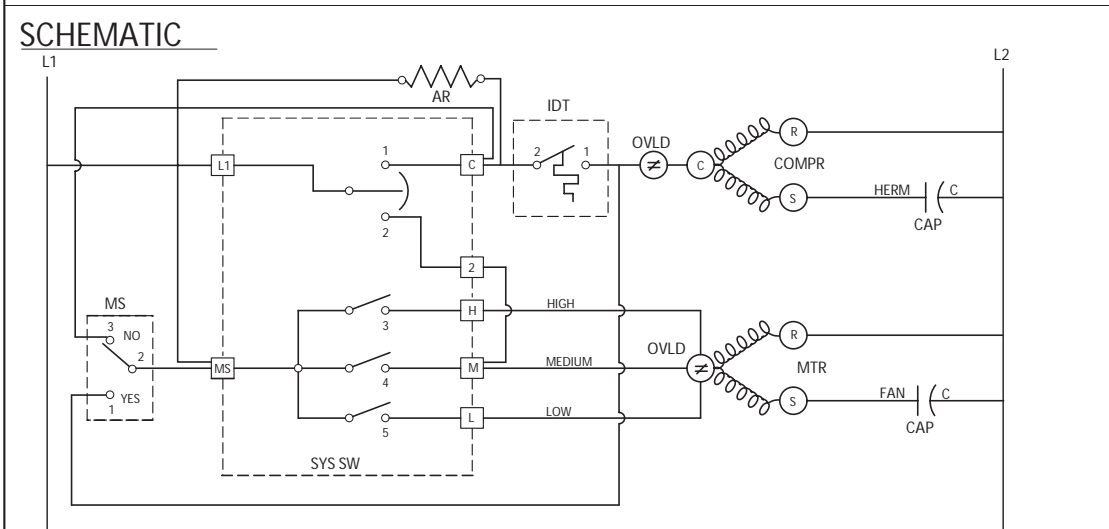 SCHEMATIC
L1
L2
AR
IDT
OVLD
2
1
C
R
COMPR
S
HERM
C
CAP
L1
1
C
2
2
MS
3
NO
2
YES
1
MS
3
H
HIGH
4
M
MEDIUM
5
L
LOW
SYS SW
OVLD
R
MTR
S
FAN
C
CAP